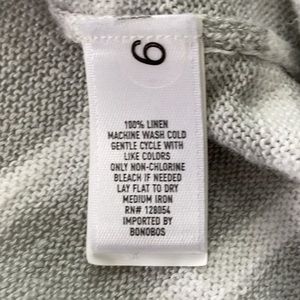 9
100% LINEN
MACHINE WASH COLD
GENTLE CYCLE WITH
LIKE COLORS
ONLY NON-CHLORINE
BLEACH IF NEEDED
LAY FLAT TO DRY
MEDIUM IRON
RN# 128054
IMPORTED BY
BONOBOS